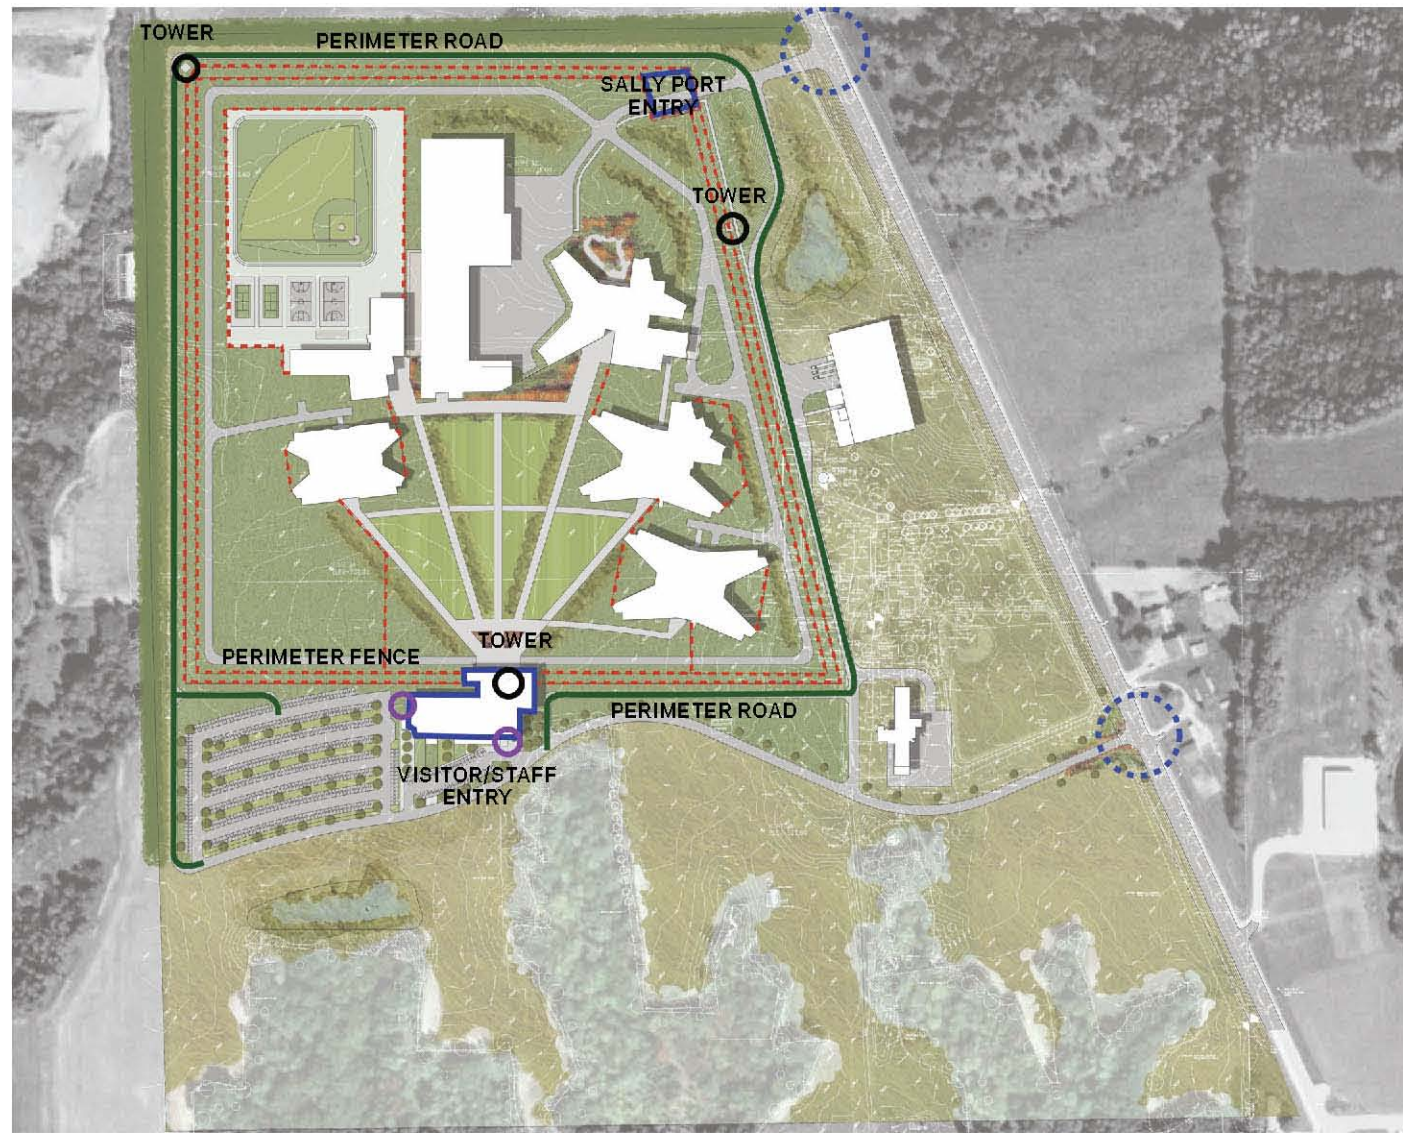 TOWER
PERIMETER ROAD
SALLY PORT
ENTRY
TOWER
TOWER
PERIMETER FENCE
PERIMETER ROAD
VISITOR/STAFF
ENTRY